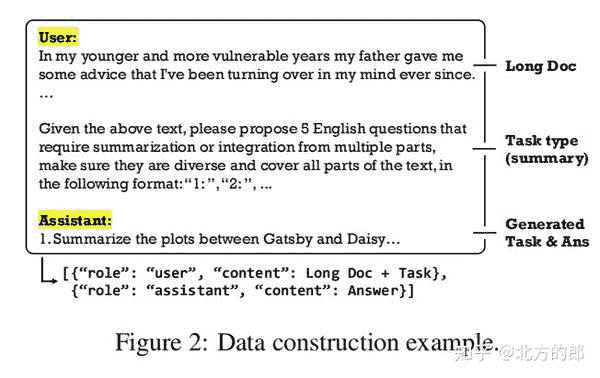 User:
In my younger and more vulnerable years my father gave me
some advice that I've been turning over in my mind ever since.
…
Long Doc
Given the above text, please propose 5 English questions that
require summarization or integration from multiple parts,
make sure they are diverse and cover all parts of the text, in
the following format: “1: ”, “2: ”, ...
Task type
(summary)
Assistant:
1. Summarize the plots between Gatsby and Daisy…
Generated
Task & Ans
[{“role”: “user”, “content”: Long Doc + Task},
{“role”: “assistant”, “content”: Answer}]
Figure 2: Data construction example.
知乎 @北方的郎